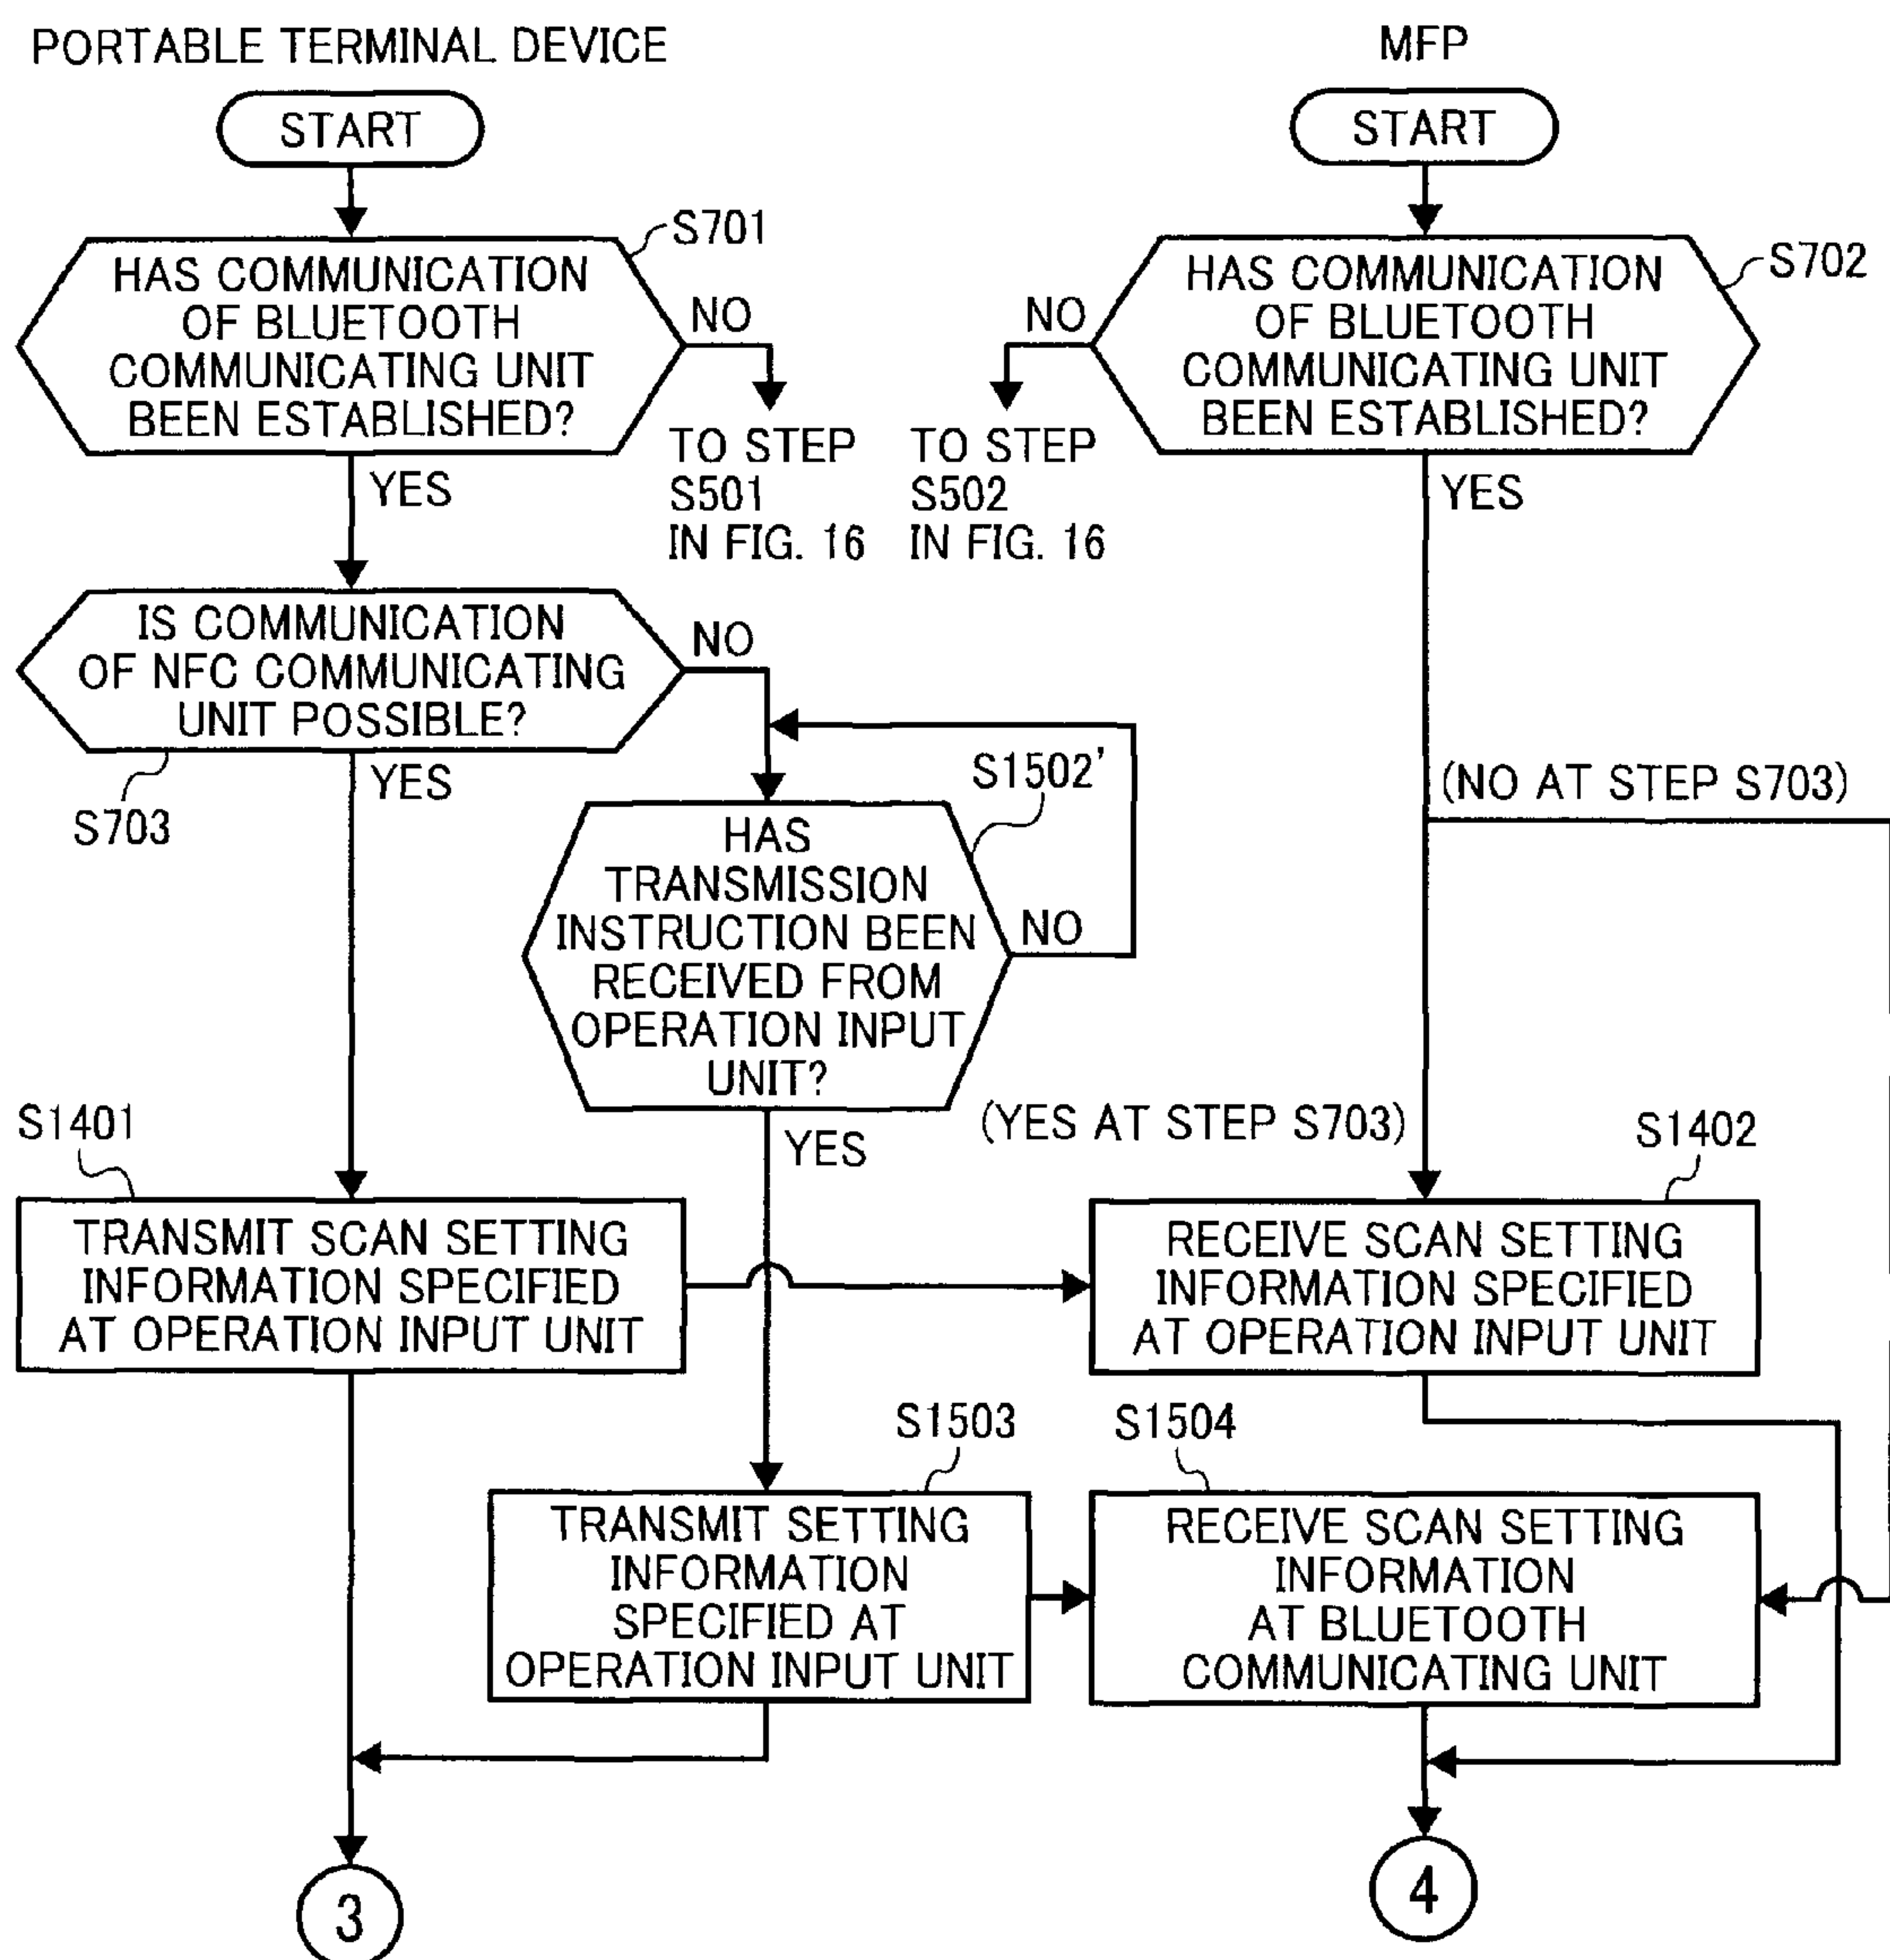 PORTABLE TERMINAL DEVICE
START
S701
HAS COMMUNICATION
OF BLUETOOTH
COMMUNICATING UNIT
BEEN ESTABLISHED?
NO
TO STEP
S501
IN FIG. 16
YES
IS COMMUNICATION
OF NFC COMMUNICATING
UNIT POSSIBLE?
NO
S703
YES
S1502'
HAS
TRANSMISSION
INSTRUCTION BEEN
RECEIVED FROM
OPERATION INPUT
UNIT?
NO
YES
S1401
TRANSMIT SCAN SETTING
INFORMATION SPECIFIED
AT OPERATION INPUT UNIT
S1503
TRANSMIT SETTING
INFORMATION
SPECIFIED AT
OPERATION INPUT UNIT
3
MFP
START
S702
HAS COMMUNICATION
OF BLUETOOTH
COMMUNICATING UNIT
BEEN ESTABLISHED?
NO
TO STEP
S502
IN FIG. 16
YES
(NO AT STEP S703)
(YES AT STEP S703)
S1402
RECEIVE SCAN SETTING
INFORMATION SPECIFIED
AT OPERATION INPUT UNIT
S1504
RECEIVE SCAN SETTING
INFORMATION
AT BLUETOOTH
COMMUNICATING UNIT
4